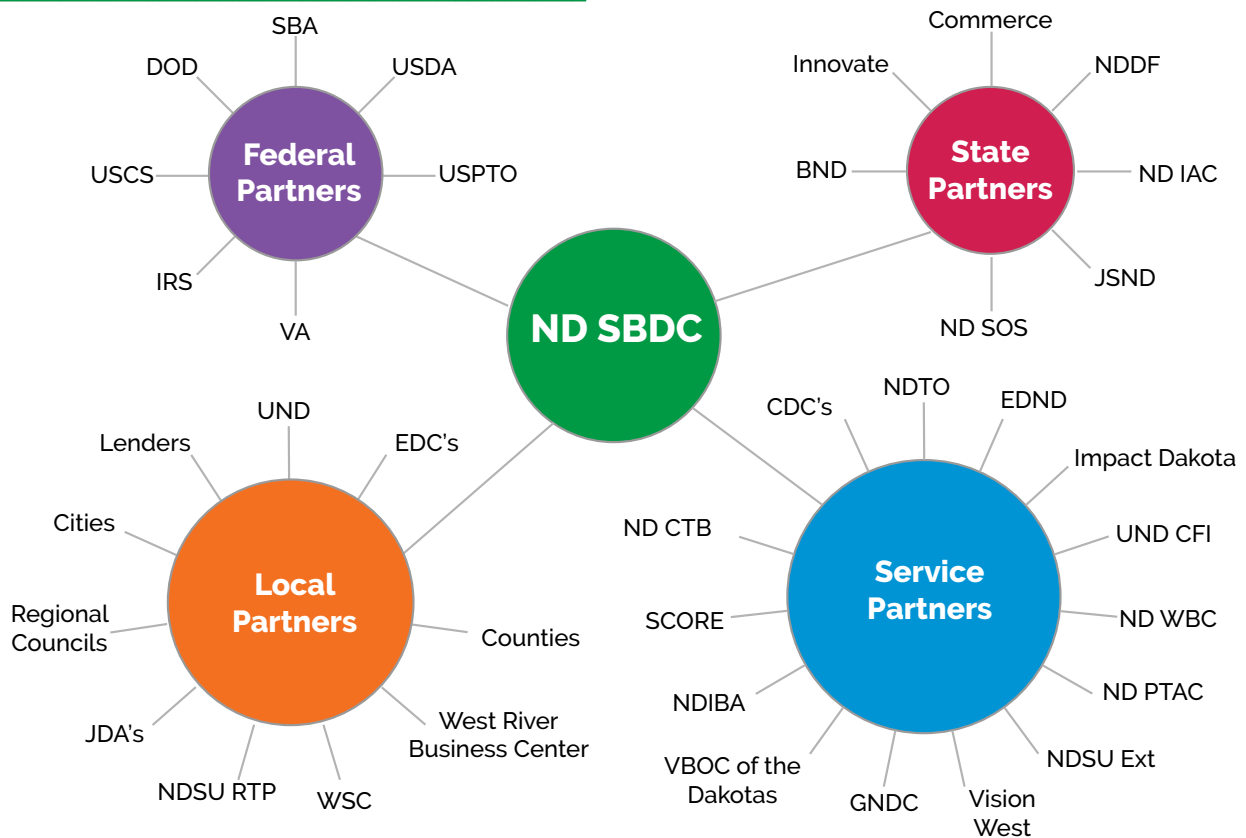 SBA
DOD
USDA
USCS
Federal
Partners
USPTO
IRS
VA
Commerce
Innovate
NDDF
BND
State
Partners
ND IAC
JSND
ND SOS
ND SBDC
UND
Lenders
EDC's
Cities
Local
Partners
Regional
Councils
Counties
JDA's
West River
Business Center
NDSU RTP
WSC
NDTO
CDC's
EDND
Impact Dakota
ND CTB
UND CFI
Service
Partners
SCORE
ND WBC
NDIBA
ND PTAC
VBOC of the
Dakotas
NDSU Ext
GNDC
Vision
West